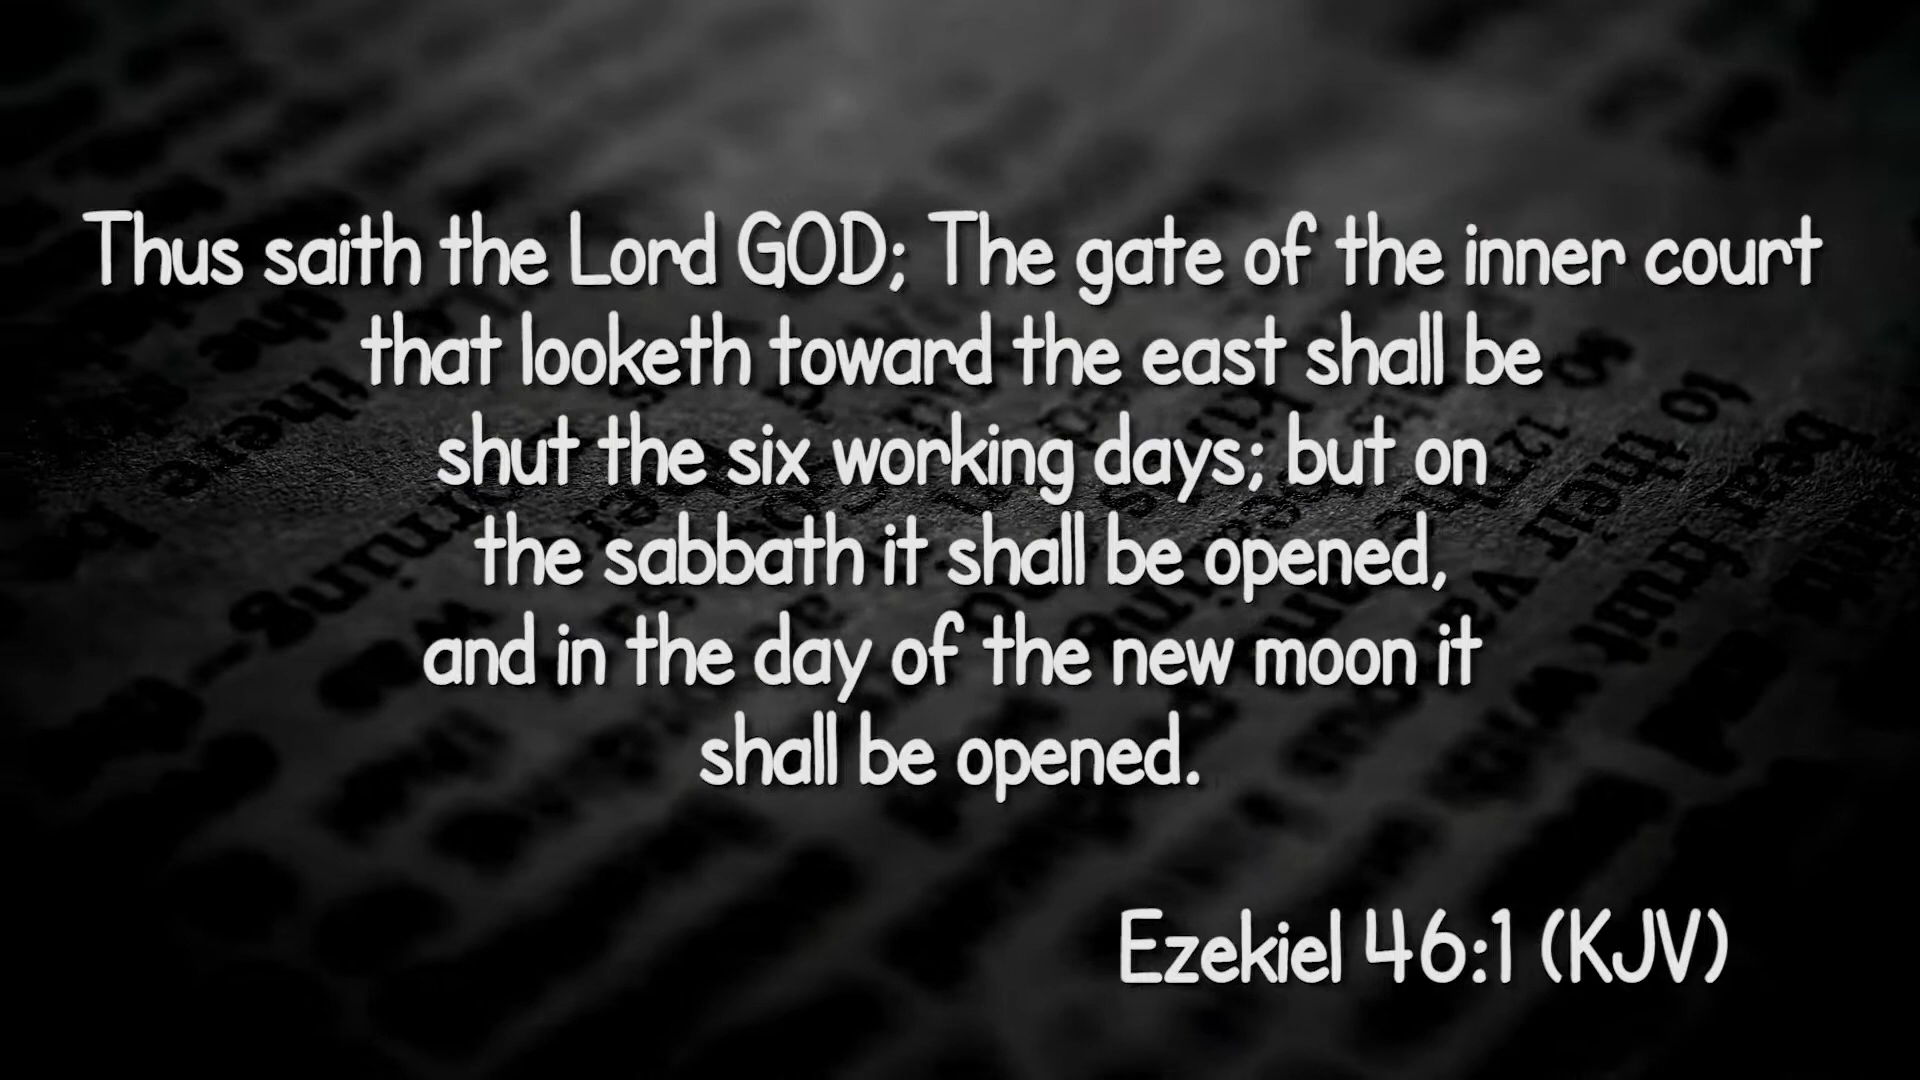 Thus saith the Lord GOD; The gate of the inner court
that looketh toward the east shall be
shut the six working days; but on
the sabbath it shall be opened,
and in the day of the new moon it
shall be opened.
Ezekiel 46:1 (KJV)